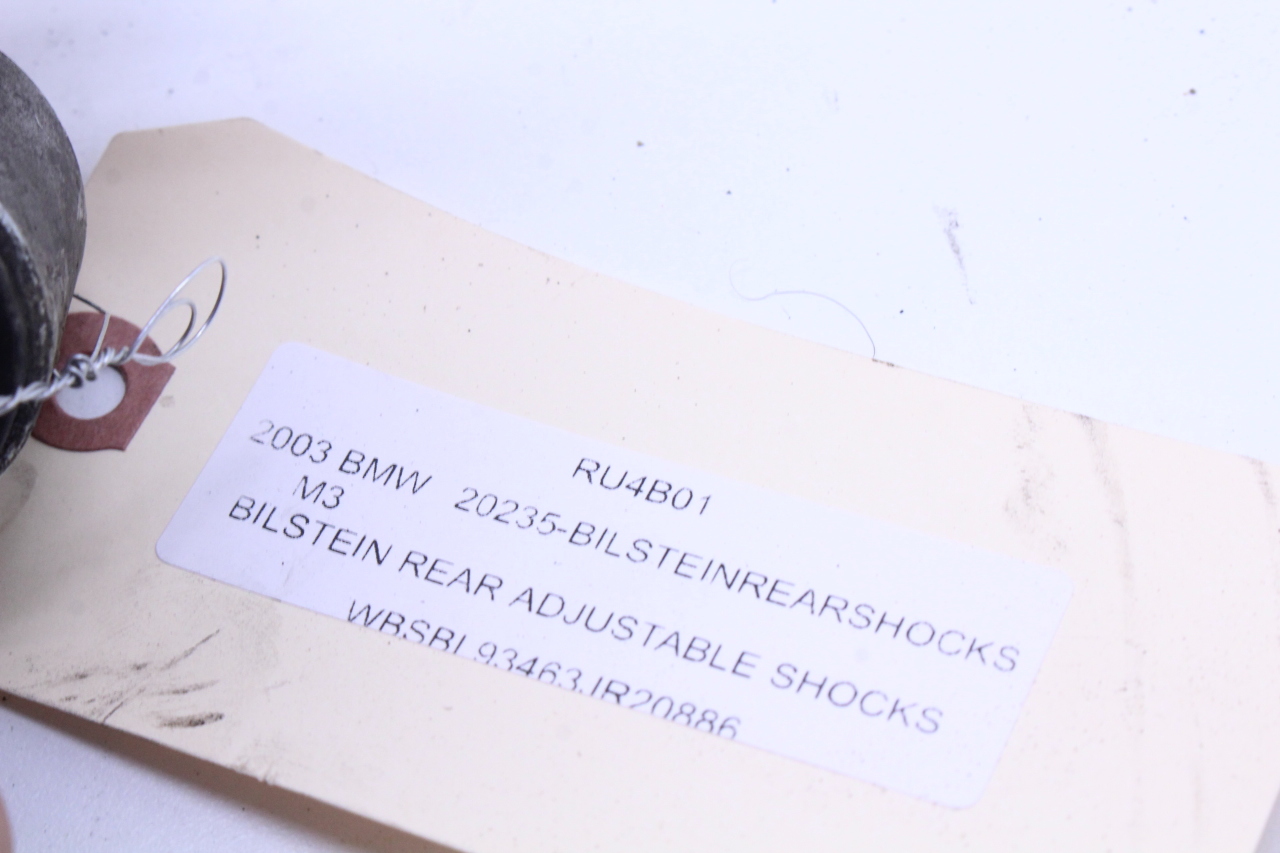 RU4B01
2003 BMW 20235-BILSTEINREARSHOCKS
M3
BILSTEIN REAR ADJUSTABLE SHOCKS
WBSBL93463JR20886